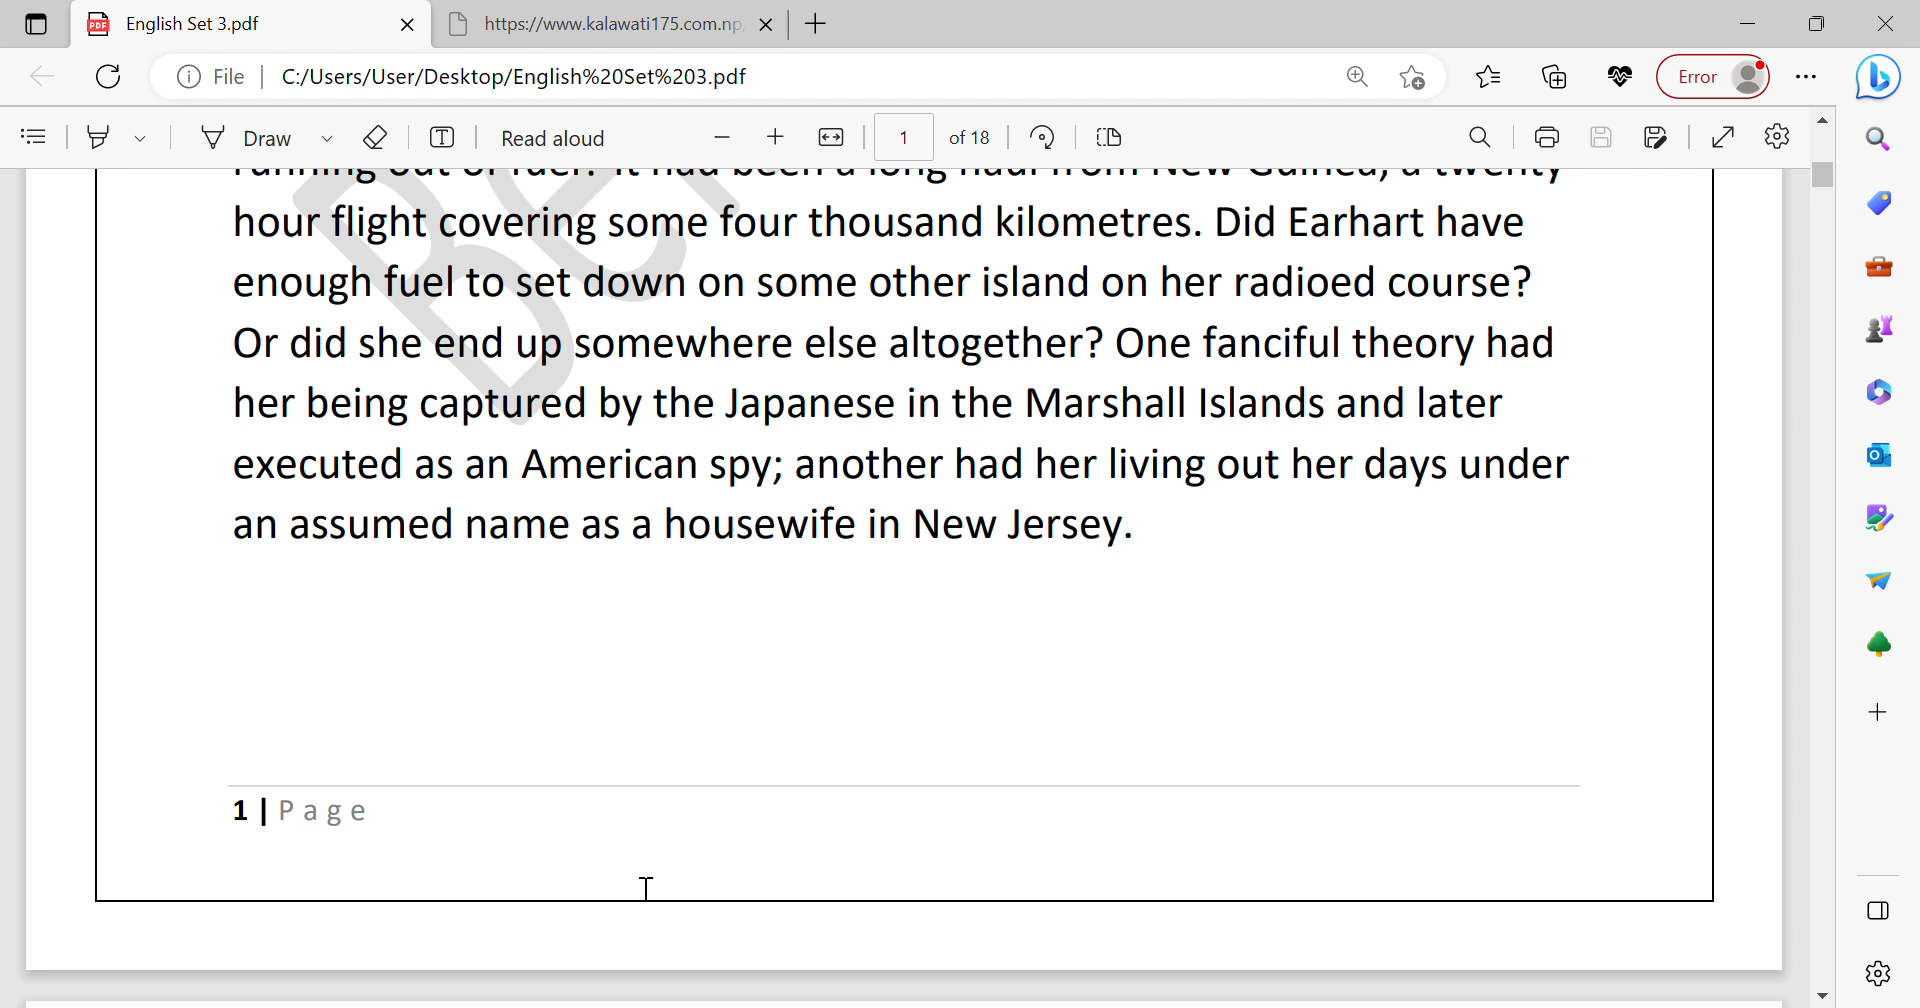 English Set 3.pdf
https://www.kalawati175.com.np
File
C:/Users/User/Desktop/English%20Set%203.pdf
Error
Draw
Read aloud
1
of 18
running out of fuel? It had been a long haul from New Guinea, a twenty
hour flight covering some four thousand kilometres. Did Earhart have
enough fuel to set down on some other island on her radioed course?
Or did she end up somewhere else altogether? One fanciful theory had
her being captured by the Japanese in the Marshall Islands and later
executed as an American spy; another had her living out her days under
an assumed name as a housewife in New Jersey.
1 | Page